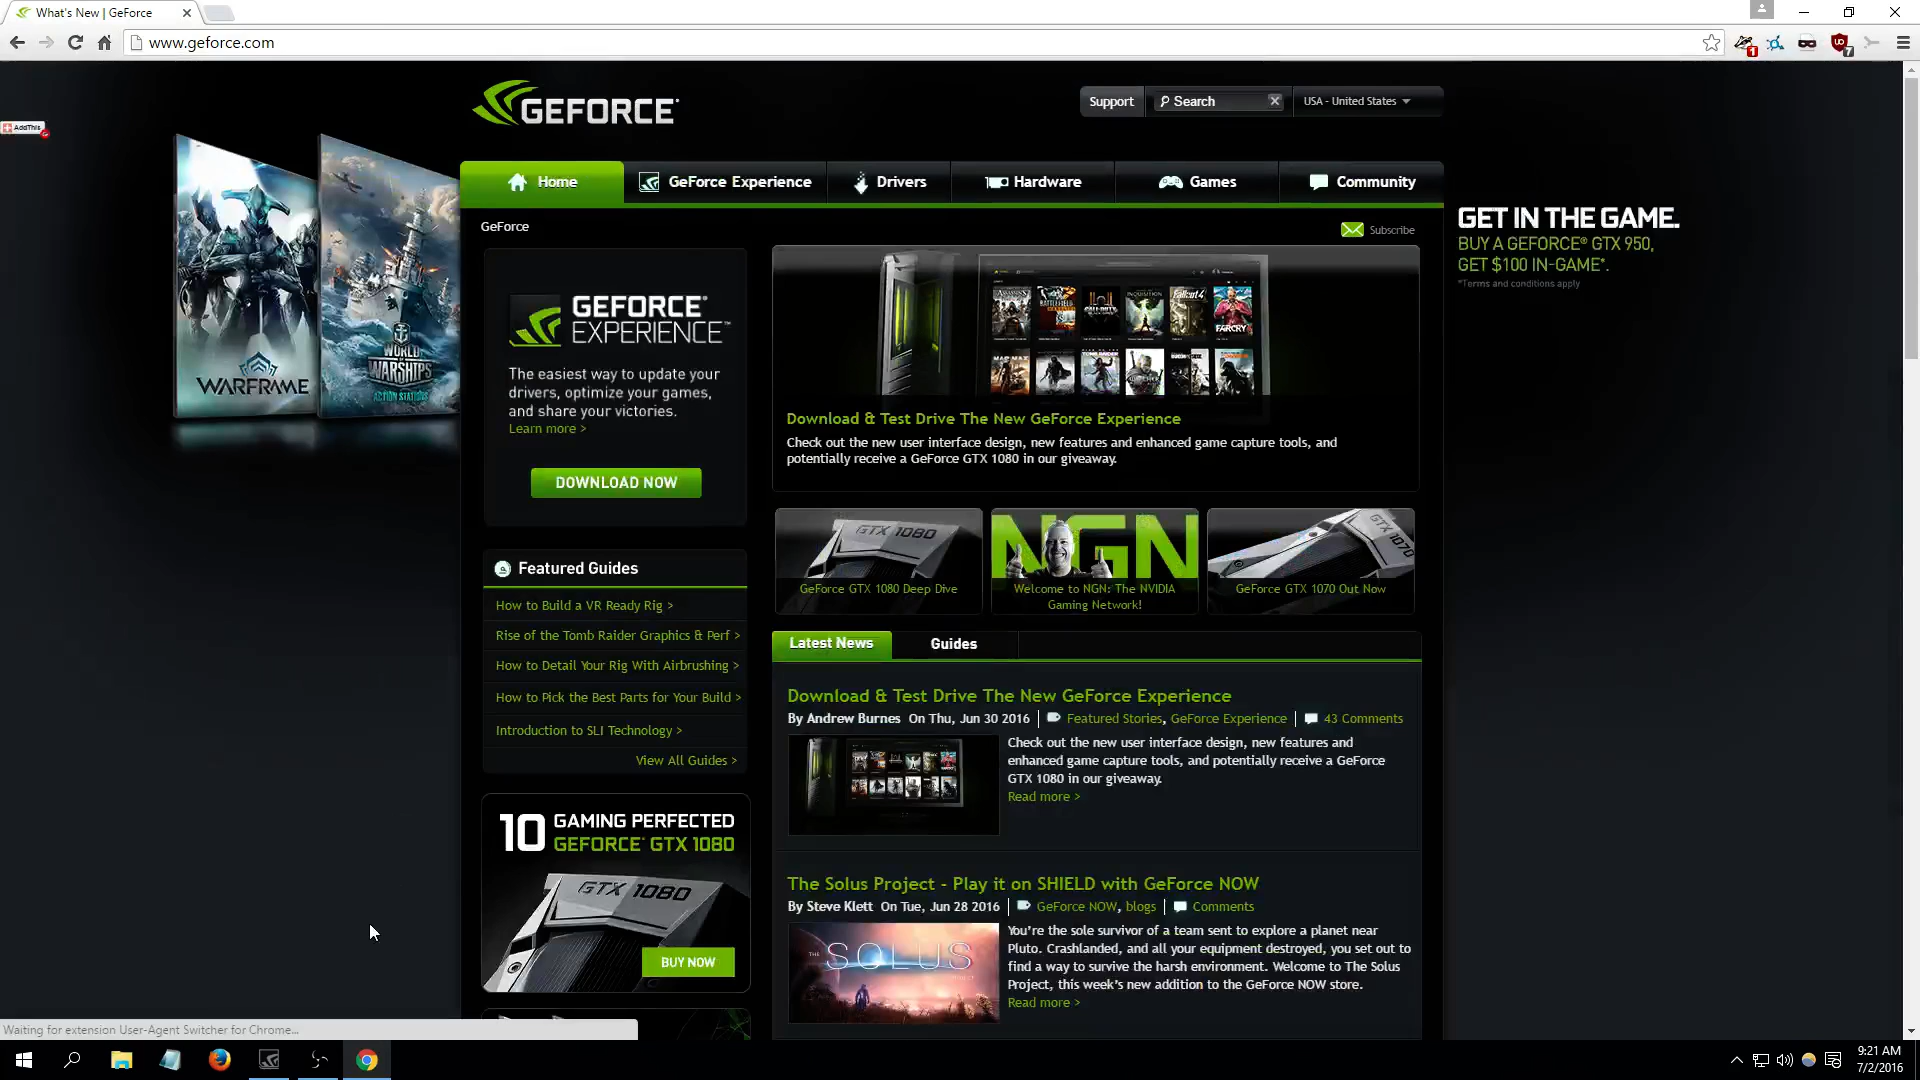 What's New | GeForce
www.geforce.com
1
7
AddThis
GEFORCE
Support
Search
USA - United States
Home
GeForce Experience
Drivers
Hardware
Games
Community
GeForce
Subscribe
WARFRAME
WORLD OF
WARSHIPS
ACTION STATIONS
GET IN THE GAME.
BUY A GEFORCE® GTX 950,
GET $100 IN-GAME*.
*Terms and conditions apply
GEFORCE®
EXPERIENCE™
The easiest way to update your
drivers, optimize your games,
and share your victories.
Learn more >
DOWNLOAD NOW
Fallout 4
FARCRY
Download & Test Drive The New GeForce Experience
Check out the new user interface design, new features and enhanced game capture tools, and
potentially receive a GeForce GTX 1080 in our giveaway.
GTX 1080
GeForce GTX 1080 Deep Dive
NGN
Welcome to NGN: The NVIDIA
Gaming Network!
GTX 1070
GeForce GTX 1070 Out Now
Featured Guides
How to Build a VR Ready Rig >
Rise of the Tomb Raider Graphics & Perf >
How to Detail Your Rig With Airbrushing >
How to Pick the Best Parts for Your Build >
Introduction to SLI Technology >
View All Guides >
10 GAMING PERFECTED
GEFORCE® GTX 1080
GTX 1080
BUY NOW
Latest News
Guides
Download & Test Drive The New GeForce Experience
By Andrew Burnes On Thu, Jun 30 2016 | Featured Stories, GeForce Experience | 43 Comments
Check out the new user interface design, new features and
enhanced game capture tools, and potentially receive a GeForce
GTX 1080 in our giveaway.
Read more >
The Solus Project - Play it on SHIELD with GeForce NOW
By Steve Klett On Tue, Jun 28 2016 | GeForce NOW, blogs | Comments
THE
SOLUS
PROJECT
You're the sole survivor of a team sent to explore a planet near
Pluto. Crashlanded, and all your equipment destroyed, you set out to
find a way to survive the harsh environment. Welcome to The Solus
Project, this week's new addition to the GeForce NOW store.
Read more >
Waiting for extension User-Agent Switcher for Chrome...
9:21 AM
7/2/2016